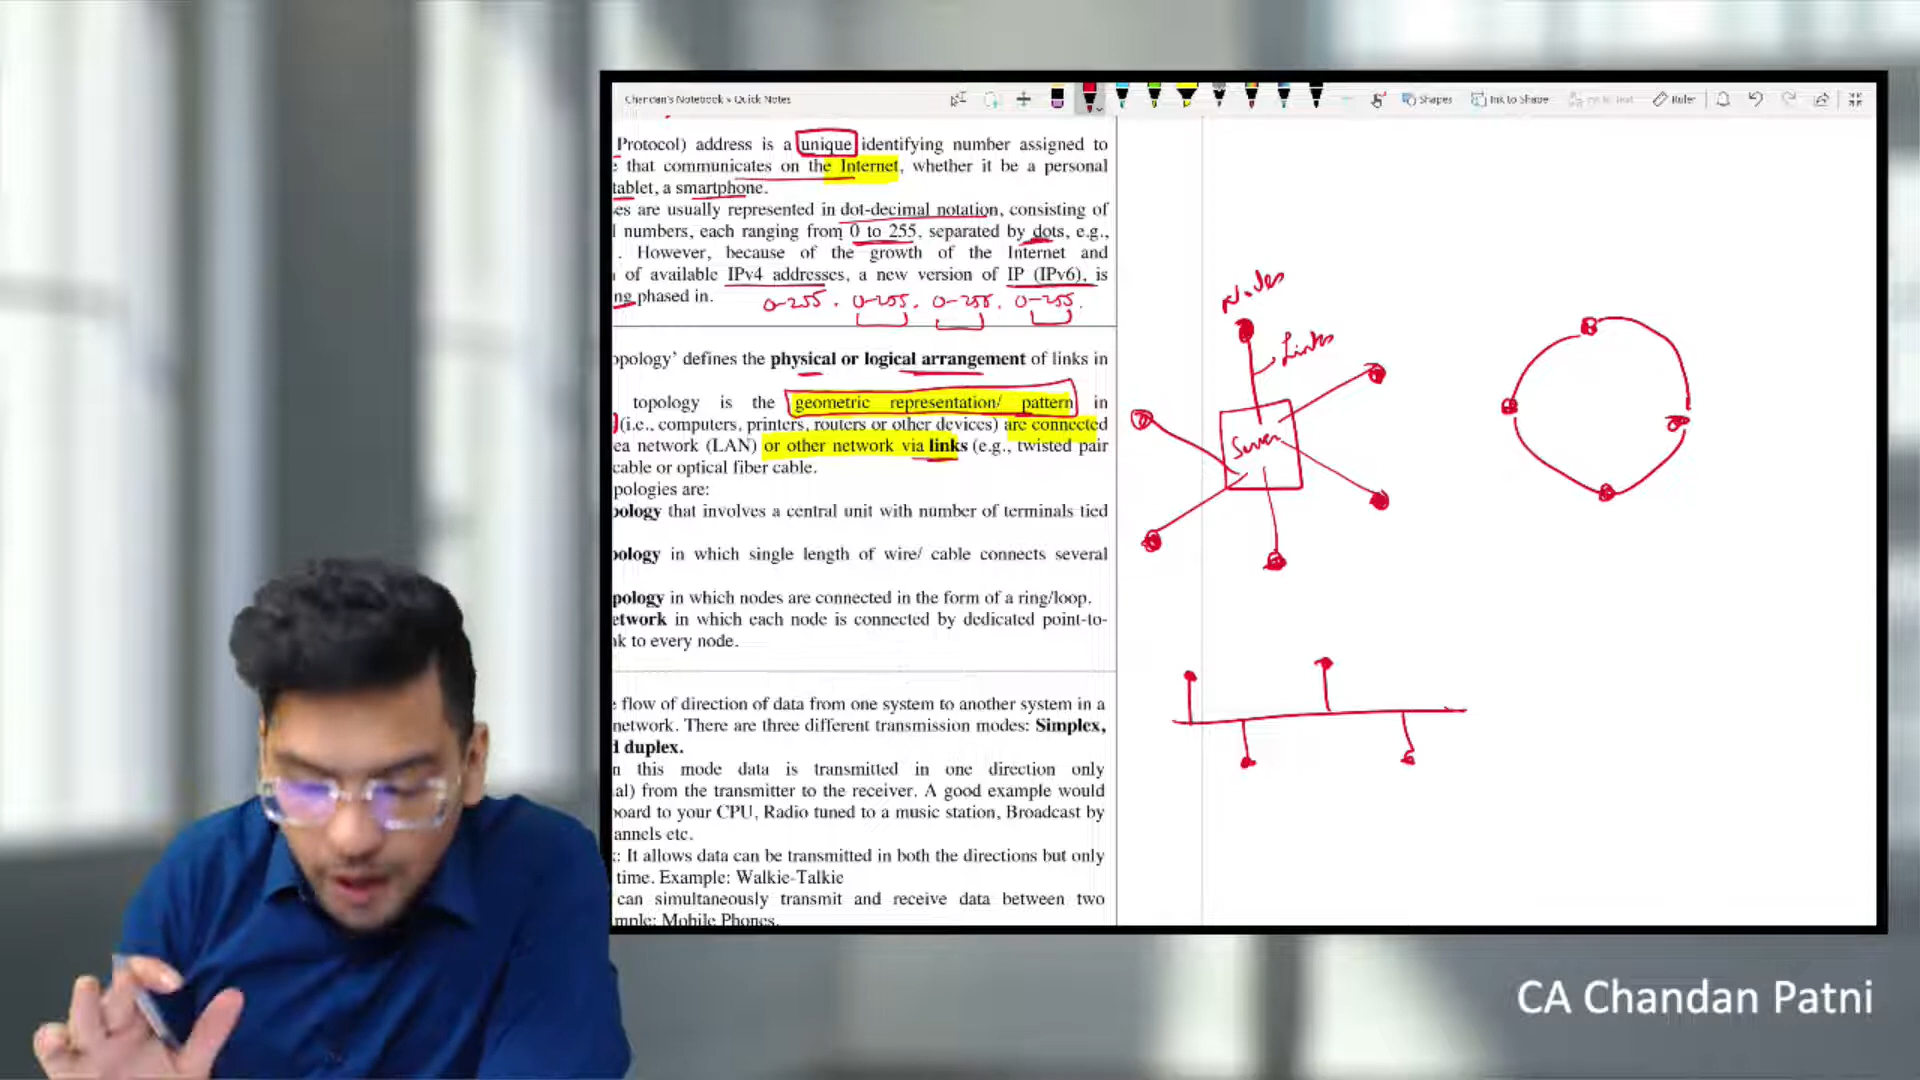 Chandan's Notebook » Quick Notes
Shapes
Ink to Shape
Ruler
Protocol) address is a unique identifying number assigned to
that communicates on the Internet, whether it be a personal
tablet, a smartphone.
es are usually represented in dot-decimal notation, consisting of
l numbers, each ranging from 0 to 255, separated by dots, e.g.,
. However, because of the growth of the Internet and
of available IPv4 addresses, a new version of IP (IPv6), is
ng phased in.
0-255 . 0-255 . 0-255 . 0-255 .
opology' defines the physical or logical arrangement of links in
topology is the geometric representation/ pattern in
(i.e., computers, printers, routers or other devices) are connected
ea network (LAN) or other network via links (e.g., twisted pair
cable or optical fiber cable.
pologies are:
pology that involves a central unit with number of terminals tied
pology in which single length of wire/ cable connects several
pology in which nodes are connected in the form of a ring/loop.
etwork in which each node is connected by dedicated point-to-
nk to every node.
flow of direction of data from one system to another system in a
network. There are three different transmission modes: Simplex,
d duplex.
n this mode data is transmitted in one direction only
al) from the transmitter to the receiver. A good example would
board to your CPU, Radio tuned to a music station, Broadcast by
annels etc.
: It allows data can be transmitted in both the directions but only
time. Example: Walkie-Talkie
can simultaneously transmit and receive data between two
mple: Mobile Phones.
Nodes
Links
Server
CA Chandan Patni